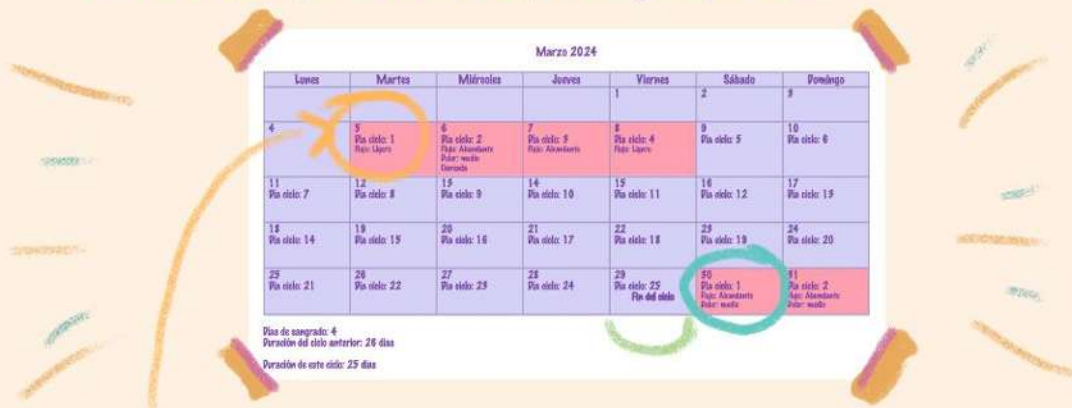 Marzo 2024
Lunes Martes Miércoles Jueves Viernes Sábado Domingo
1
2
3
4
5
Día ciclo: 1
Flujo: Ligero
6
Día ciclo: 2
Flujo: Abundante
Dolor: medio
7
Día ciclo: 3
Flujo: Abundante
8
Día ciclo: 4
Flujo: Ligero
9
Día ciclo: 5
10
Día ciclo: 6
11
Día ciclo: 7
12
Día ciclo: 8
13
Día ciclo: 9
14
Día ciclo: 10
15
Día ciclo: 11
16
Día ciclo: 12
17
Día ciclo: 13
18
Día ciclo: 14
19
Día ciclo: 15
20
Día ciclo: 16
21
Día ciclo: 17
22
Día ciclo: 18
23
Día ciclo: 19
24
Día ciclo: 20
25
Día ciclo: 21
26
Día ciclo: 22
27
Día ciclo: 23
28
Día ciclo: 24
29
Día ciclo: 25
Fin del ciclo
30
Día ciclo: 1
Flujo: Abundante
Dolor: medio
31
Día ciclo: 2
Flujo: Abundante
Dolor: medio
Días de sangrado: 4
Duración del ciclo anterior: 26 días
Duración de este ciclo: 25 días